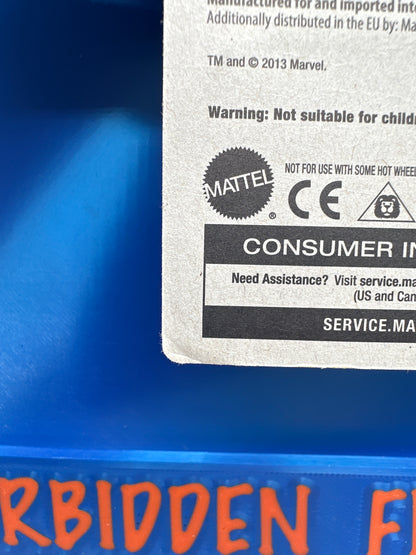 Manufactured for and imported into
Additionally distributed in the EU by: Ma
TM and © 2013 Marvel.
Warning: Not suitable for childr
MATTEL ®
NOT FOR USE WITH SOME HOT WHEEL
CE
CONSUMER IN
Need Assistance? Visit service.ma
(US and Can
SERVICE.MA
RBIDDEN F